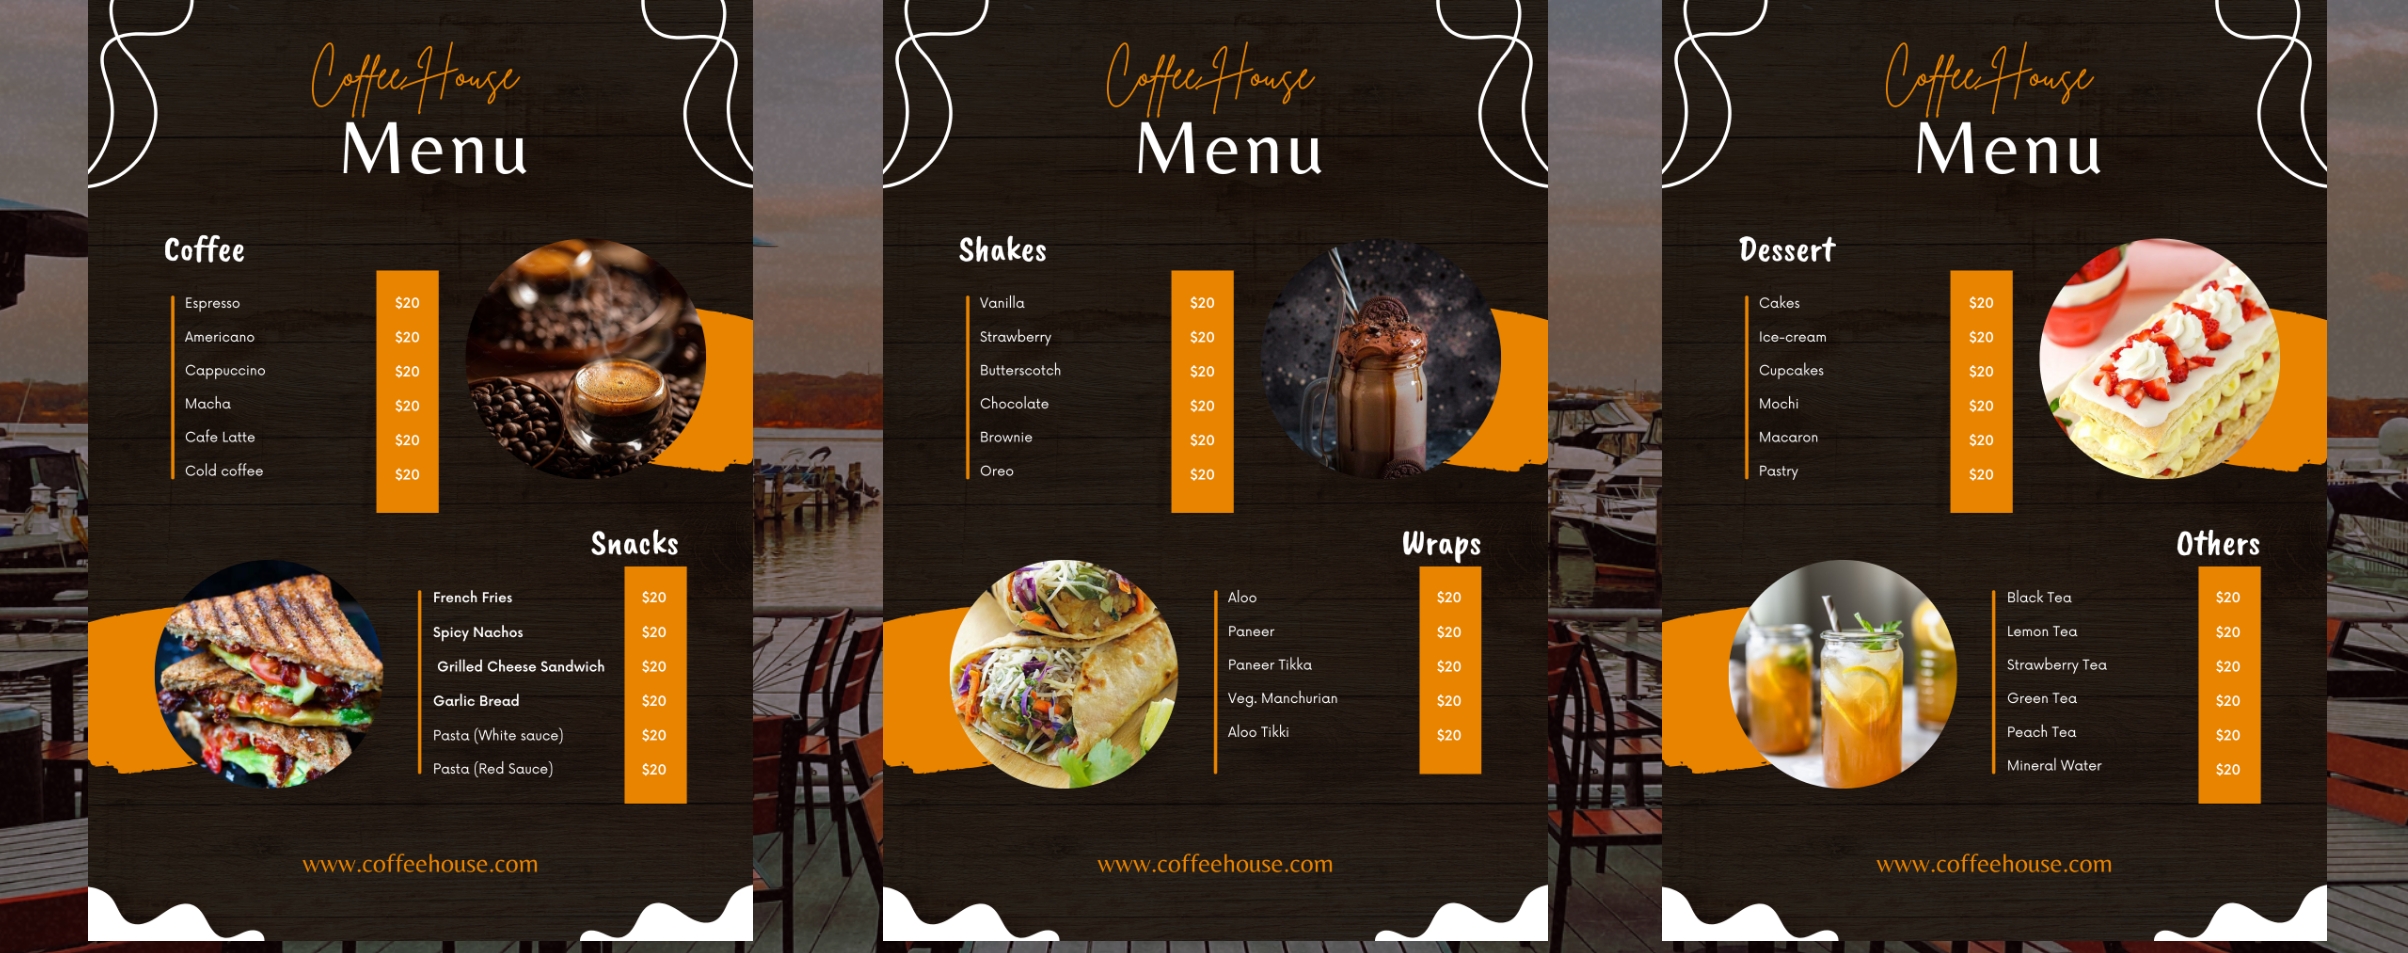 Coffee House
Menu
Coffee
Espresso $20
Americano $20
Cappuccino $20
Macha $20
Cafe Latte $20
Cold coffee $20
Snacks
French Fries $20
Spicy Nachos $20
Grilled Cheese Sandwich $20
Garlic Bread $20
Pasta (White sauce) $20
Pasta (Red Sauce) $20
www.coffeehouse.com
Coffee House
Menu
Shakes
Vanilla $20
Strawberry $20
Butterscotch $20
Chocolate $20
Brownie $20
Oreo $20
Wraps
Aloo $20
Paneer $20
Paneer Tikka $20
Veg. Manchurian $20
Aloo Tikki $20
www.coffeehouse.com
Coffee House
Menu
Dessert
Cakes $20
Ice-cream $20
Cupcakes $20
Mochi $20
Macaron $20
Pastry $20
Others
Black Tea $20
Lemon Tea $20
Strawberry Tea $20
Green Tea $20
Peach Tea $20
Mineral Water $20
www.coffeehouse.com